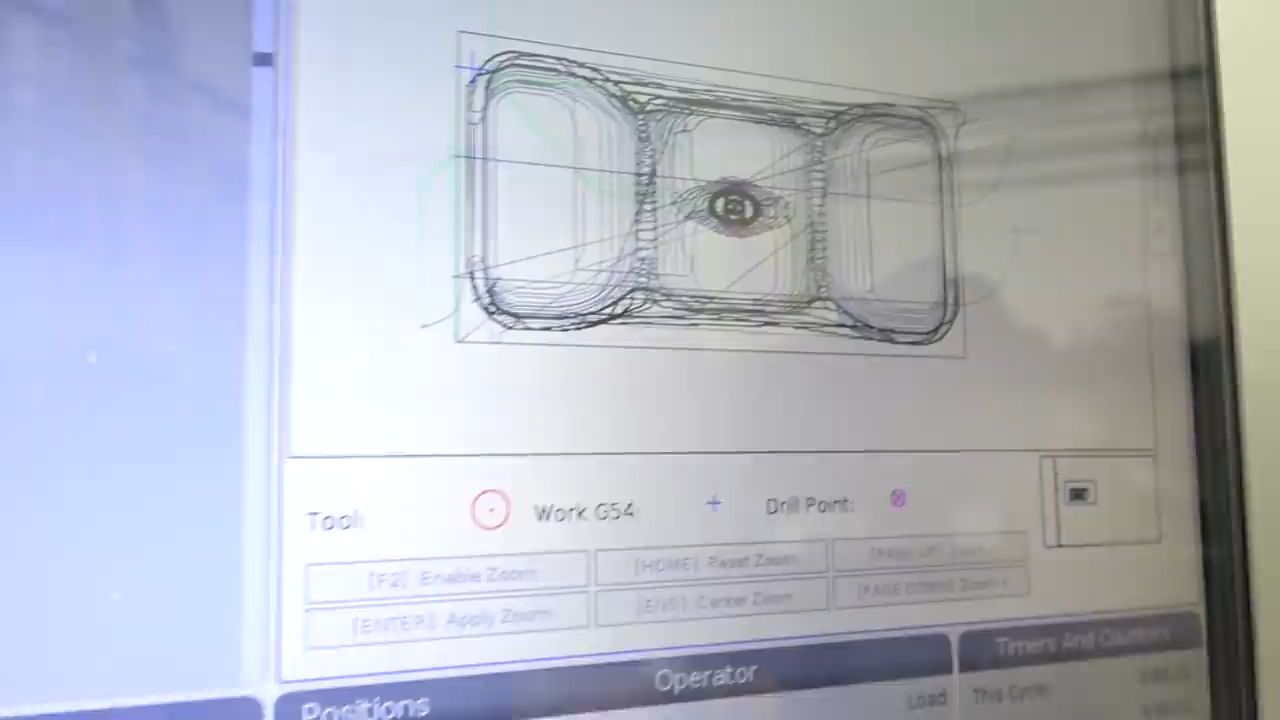 Tool:
Work G54
Drill Point:
[F2] Enable Zoom
[HOME] Reset Zoom
[ENTER] Apply Zoom
[END] Center Zoom
Timers And Counters
Operator
Positions
Load
This Cycle: